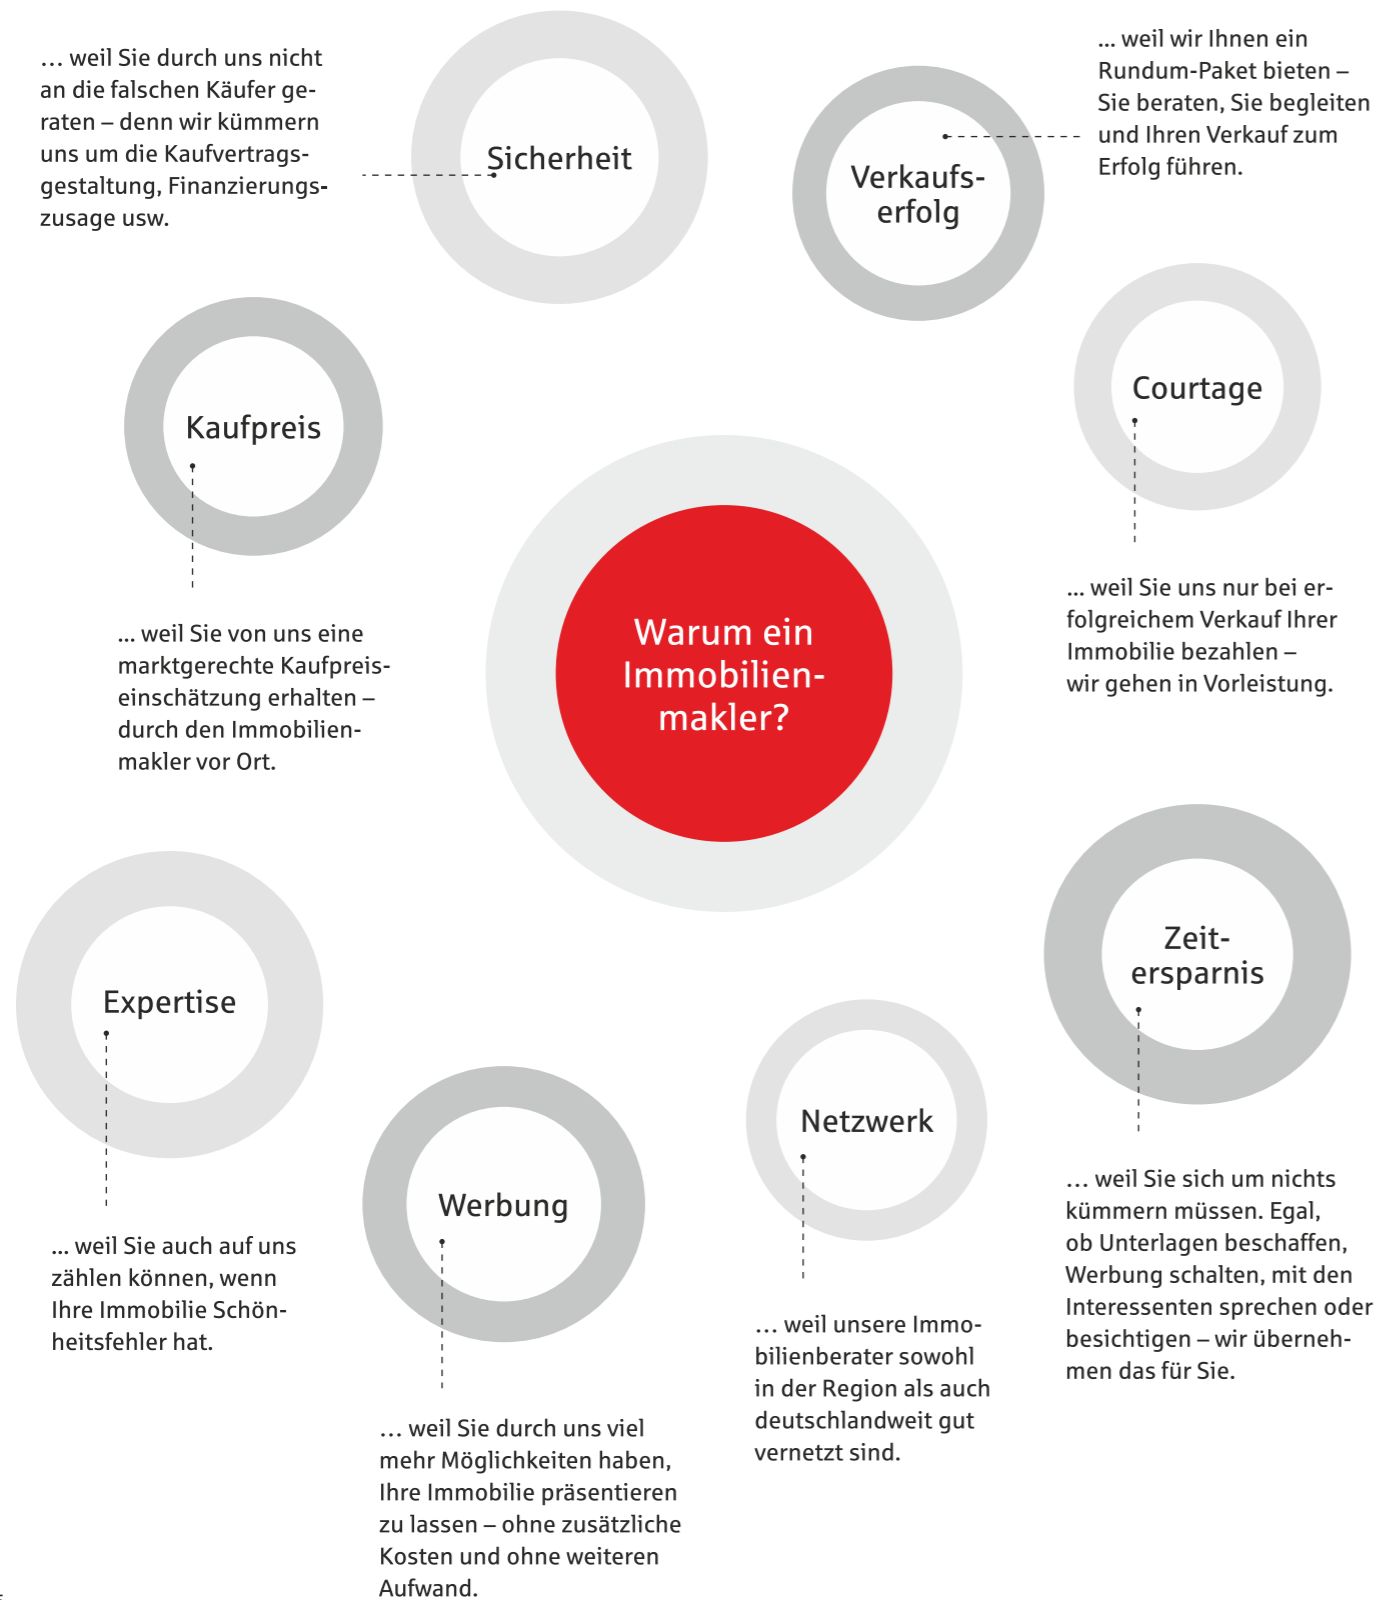 … weil Sie durch uns nicht
an die falschen Käufer ge-
raten – denn wir kümmern
uns um die Kaufvertrags-
gestaltung, Finanzierungs-
zusage usw.
Sicherheit
Verkaufs-
erfolg
... weil wir Ihnen ein
Rundum-Paket bieten –
Sie beraten, Sie begleiten
und Ihren Verkauf zum
Erfolg führen.
Kaufpreis
... weil Sie von uns eine
marktgerechte Kaufpreis-
einschätzung erhalten –
durch den Immobilien-
makler vor Ort.
Warum ein
Immobilien-
makler?
Courtage
... weil Sie uns nur bei er-
folgreichem Verkauf Ihrer
Immobilie bezahlen –
wir gehen in Vorleistung.
Expertise
... weil Sie auch auf uns
zählen können, wenn
Ihre Immobilie Schön-
heitsfehler hat.
Werbung
… weil Sie durch uns viel
mehr Möglichkeiten haben,
Ihre Immobilie präsentieren
zu lassen – ohne zusätzliche
Kosten und ohne weiteren
Aufwand.
Netzwerk
… weil unsere Immo-
bilienberater sowohl
in der Region als auch
deutschlandweit gut
vernetzt sind.
Zeit-
ersparnis
… weil Sie sich um nichts
kümmern müssen. Egal,
ob Unterlagen beschaffen,
Werbung schalten, mit den
Interessenten sprechen oder
besichtigen – wir überneh-
men das für Sie.